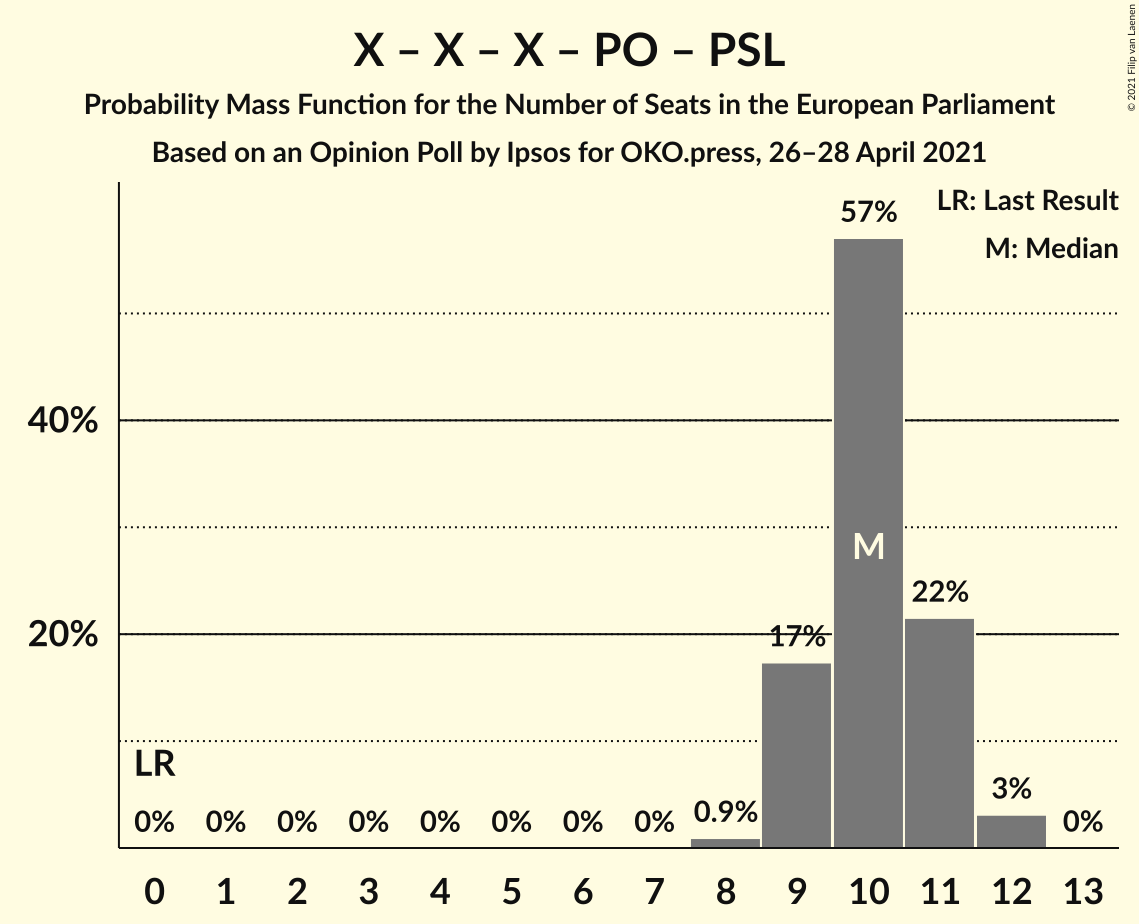 X – X – X – PO – PSL
Probability Mass Function for the Number of Seats in the European Parliament
Based on an Opinion Poll by Ipsos for OKO.press, 26–28 April 2021
© 2021 Filip van Laenen
LR: Last Result
M: Median
57%
40%
M
22%
20%
17%
LR
3%
0.9%
0% 0% 0% 0% 0% 0% 0% 0% 0%
0 1 2 3 4 5 6 7 8 9 10 11 12 13